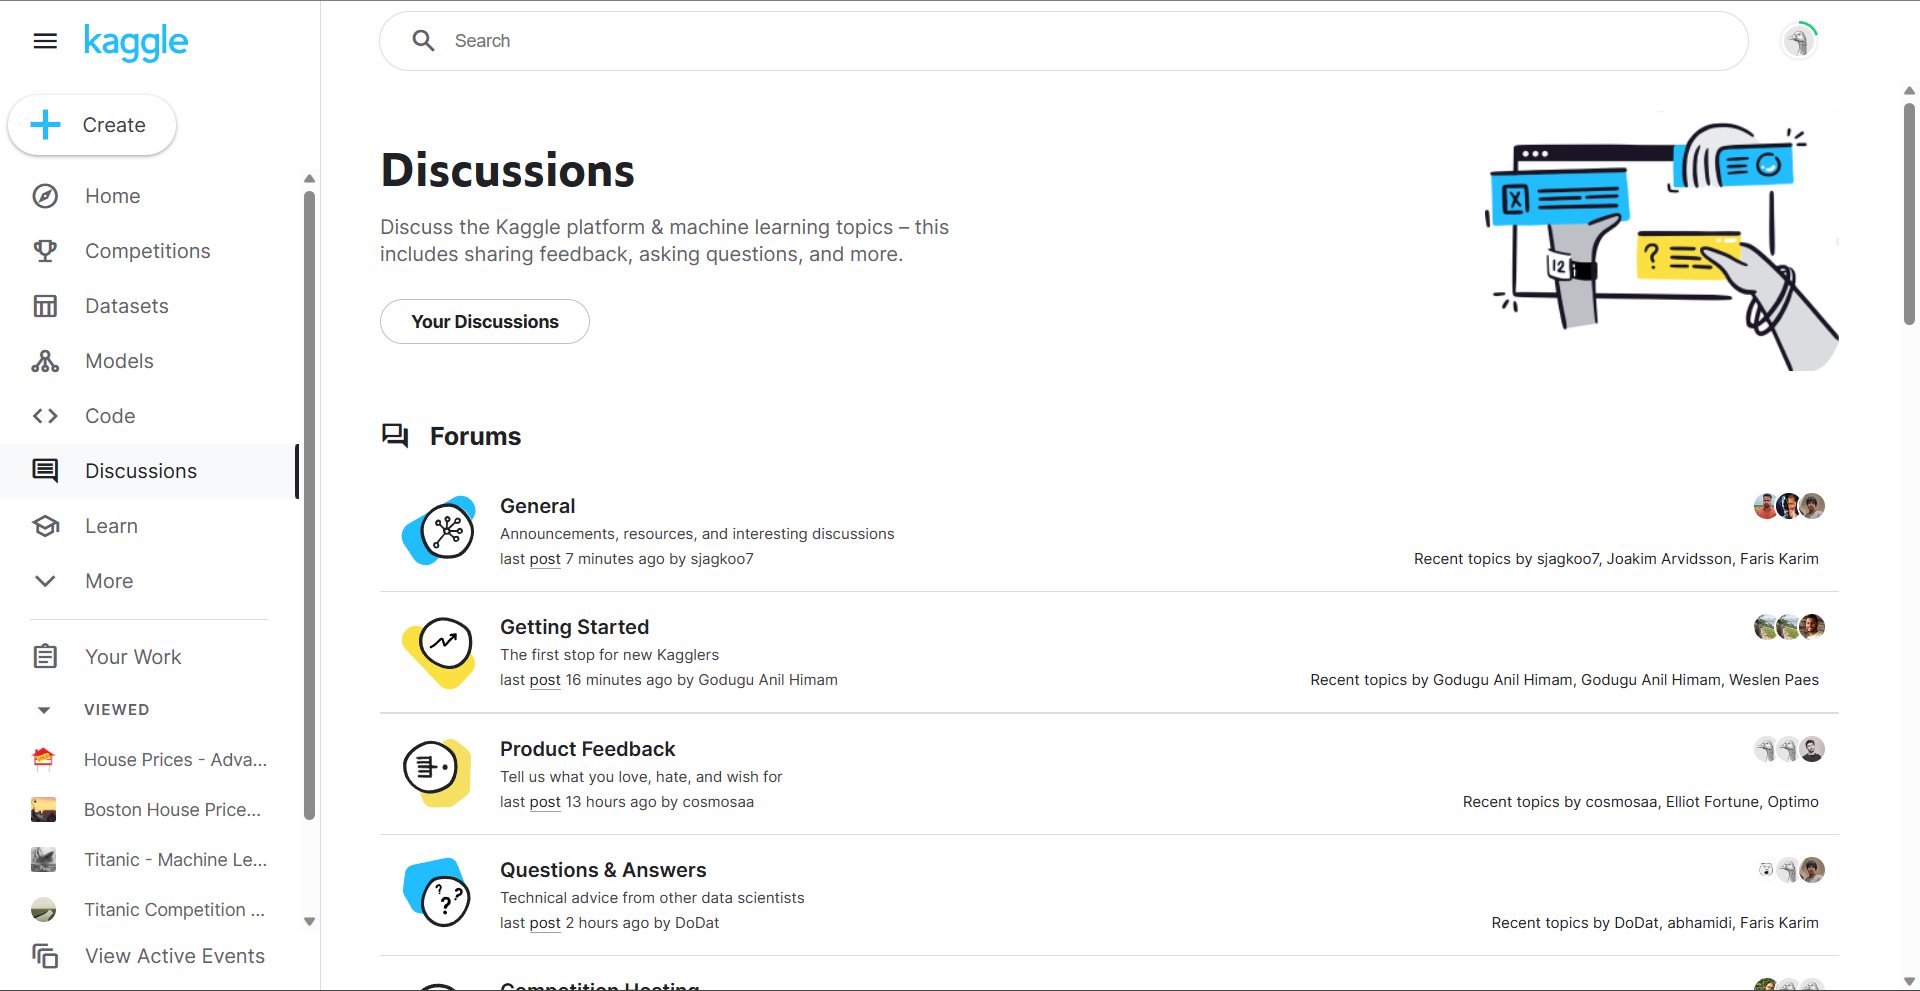 kaggle
Search
Create
Home
Competitions
Datasets
Models
Code
Discussions
Learn
More
Your Work
VIEWED
House Prices - Adva...
Boston House Price...
Titanic - Machine Le...
Titanic Competition ...
View Active Events
Discussions
Discuss the Kaggle platform & machine learning topics – this
includes sharing feedback, asking questions, and more.
Your Discussions
X
?
12
Forums
General
Announcements, resources, and interesting discussions
last post 7 minutes ago by sjagkoo7
Recent topics by sjagkoo7, Joakim Arvidsson, Faris Karim
Getting Started
The first stop for new Kagglers
last post 16 minutes ago by Godugu Anil Himam
Recent topics by Godugu Anil Himam, Godugu Anil Himam, Weslen Paes
Product Feedback
Tell us what you love, hate, and wish for
last post 13 hours ago by cosmosaa
Recent topics by cosmosaa, Elliot Fortune, Optimo
? ? ?
Questions & Answers
Technical advice from other data scientists
last post 2 hours ago by DoDat
Recent topics by DoDat, abhamidi, Faris Karim
Competition Hosting